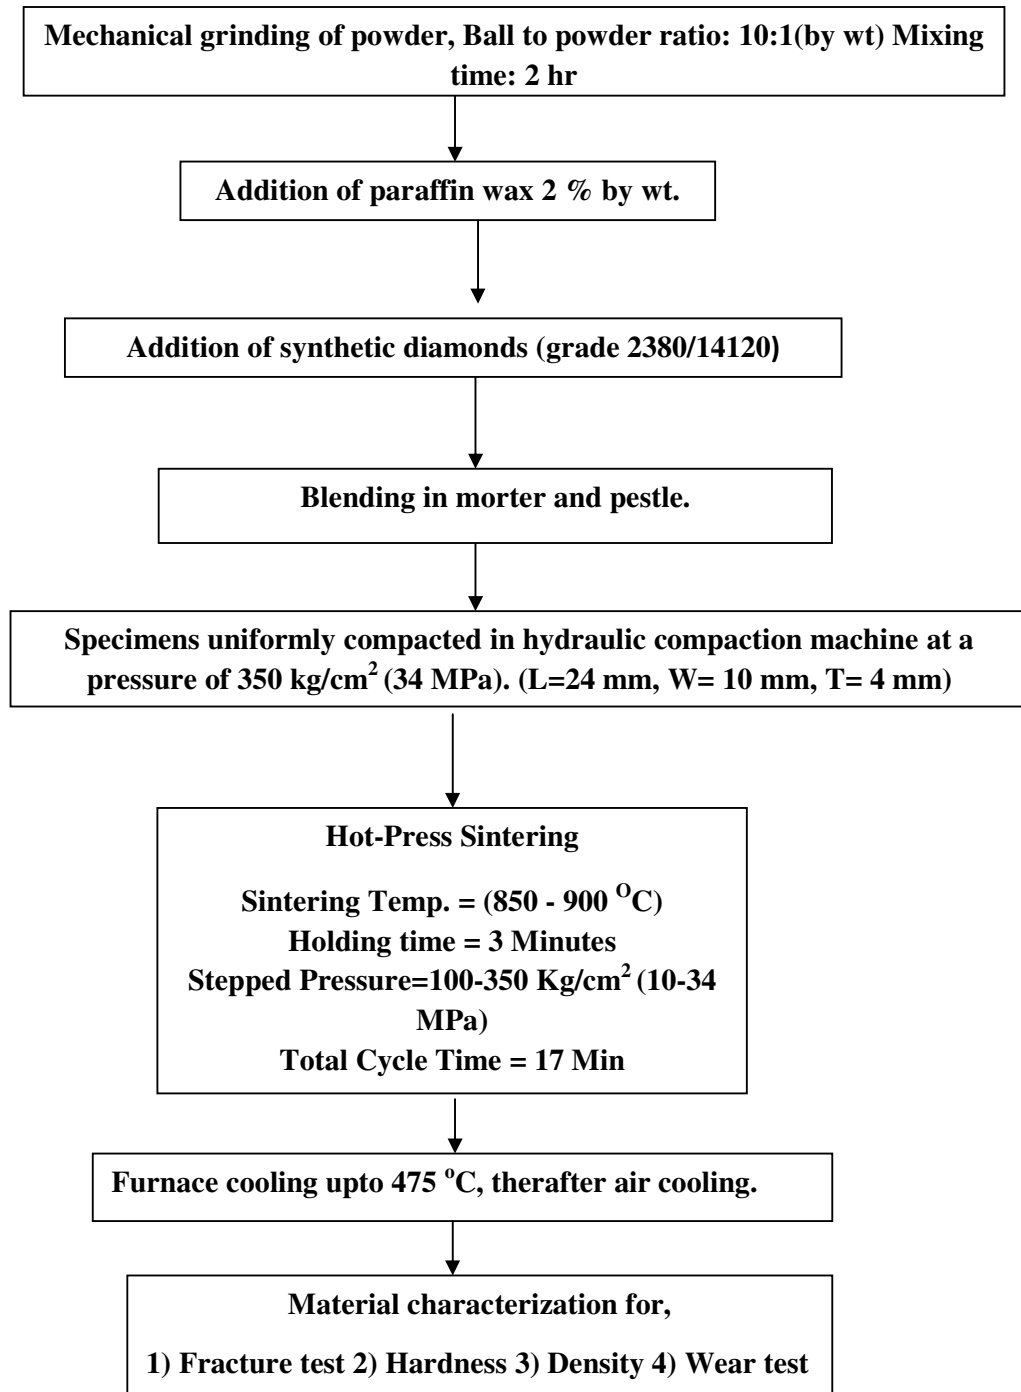 Mechanical grinding of powder, Ball to powder ratio: 10:1(by wt) Mixing
time: 2 hr
Addition of paraffin wax 2 % by wt.
Addition of synthetic diamonds (grade 2380/14120)
Blending in morter and pestle.
Specimens uniformly compacted in hydraulic compaction machine at a
pressure of 350 kg/cm² (34 MPa). (L=24 mm, W= 10 mm, T= 4 mm)
Hot-Press Sintering
Sintering Temp. = (850 - 900 ᴼC)
Holding time = 3 Minutes
Stepped Pressure=100-350 Kg/cm² (10-34
MPa)
Total Cycle Time = 17 Min
Furnace cooling upto 475 ᵒC, therafter air cooling.
Material characterization for,
1) Fracture test 2) Hardness 3) Density 4) Wear test